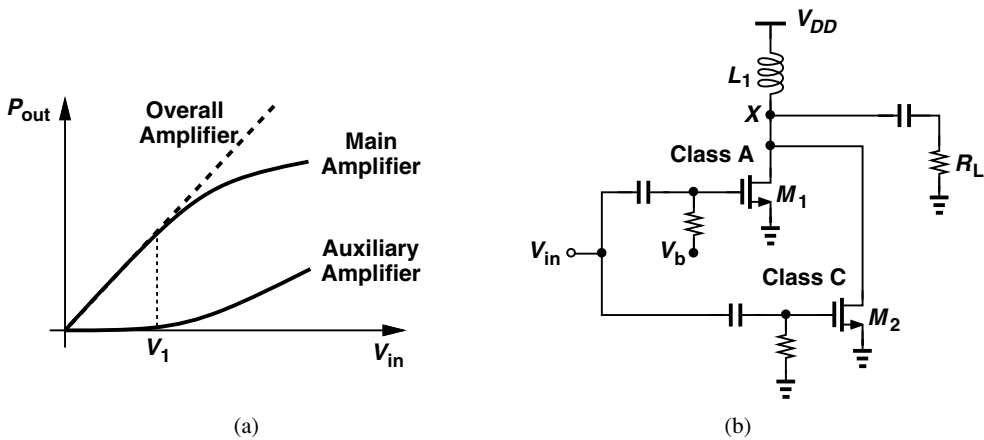 P_out
Overall
Amplifier
Main
Amplifier
Auxiliary
Amplifier
V_1
V_in
(a)
V_DD
L_1
X
Class A
M_1
R_L
V_in
V_b
Class C
M_2
(b)